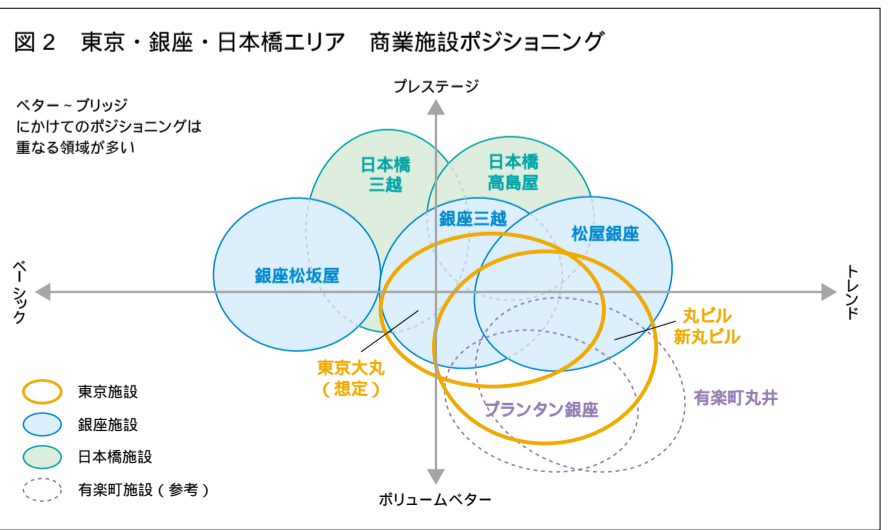 図2 東京・銀座・日本橋エリア 商業施設ポジショニング
プレステージ
ベター~ブリッジ
にかけてのポジショニングは
重なる領域が多い
日本橋
三越
日本橋
高島屋
銀座三越
松屋銀座
銀座松坂屋
ベーシック
トレンド
丸ビル
新丸ビル
東京大丸
(想定)
プランタン銀座
有楽町丸井
東京施設
銀座施設
日本橋施設
有楽町施設(参考)
ボリュームベター